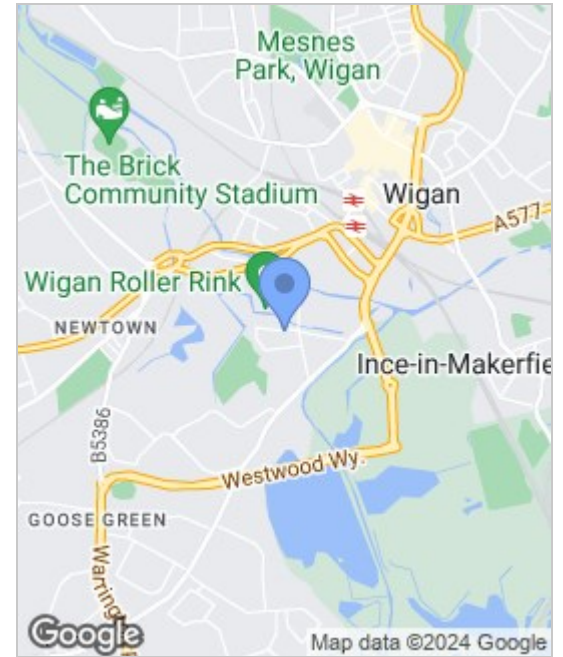 Mesnes
Park, Wigan
The Brick
Community Stadium
Wigan
A577
Wigan Roller Rink
NEWTOWN
Ince-in-Makerfie
B5386
Westwood Wy.
GOOSE GREEN
Warring
Google
Map data ©2024 Google